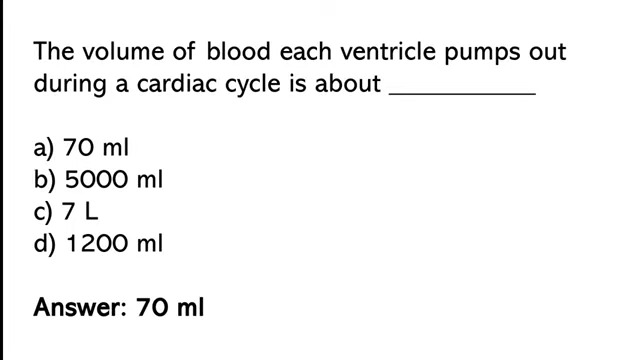 The volume of blood each ventricle pumps out
during a cardiac cycle is about ___________
a) 70 ml
b) 5000 ml
c) 7 L
d) 1200 ml
Answer: 70 ml